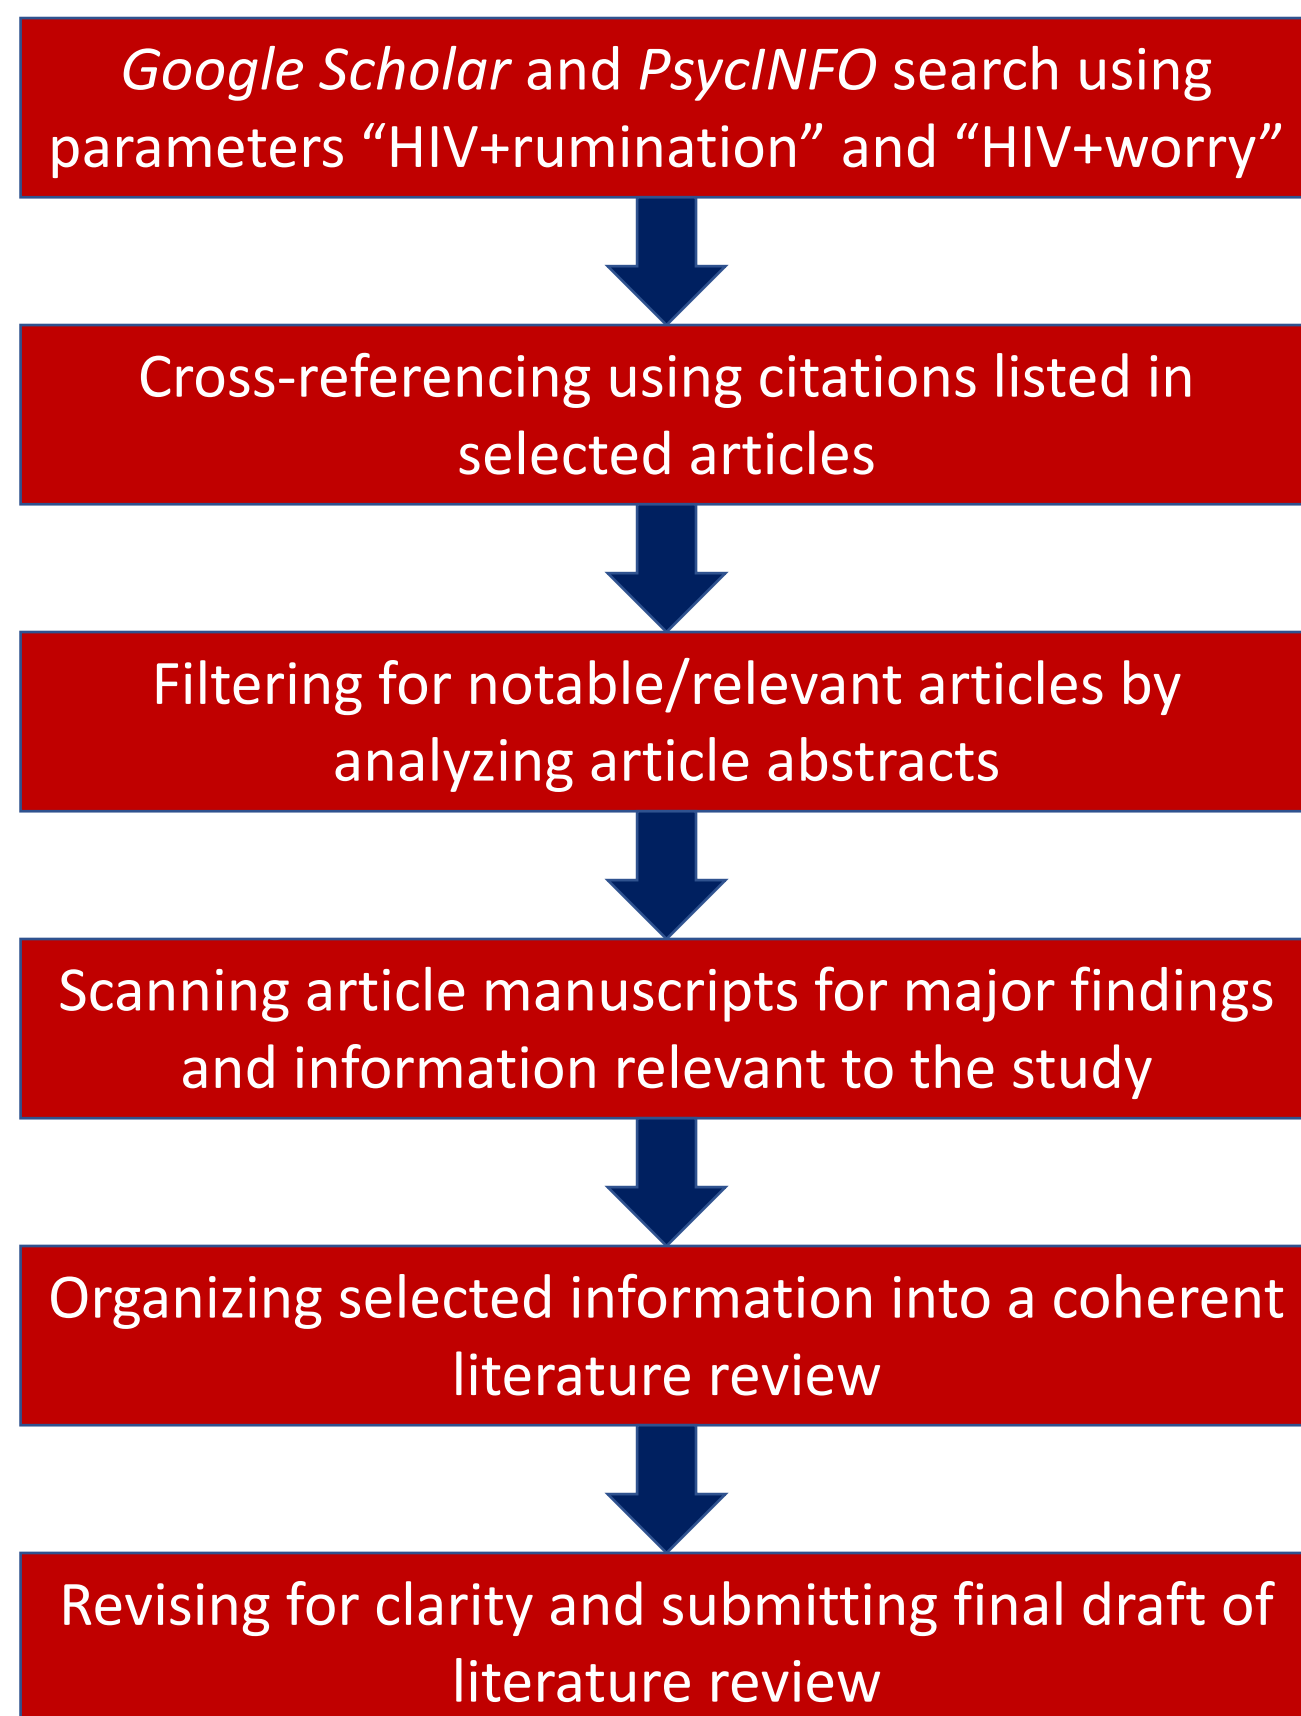 Google Scholar and PsycINFO search using
parameters “HIV+rumination” and “HIV+worry”
Cross-referencing using citations listed in
selected articles
Filtering for notable/relevant articles by
analyzing article abstracts
Scanning article manuscripts for major findings
and information relevant to the study
Organizing selected information into a coherent
literature review
Revising for clarity and submitting final draft of
literature review